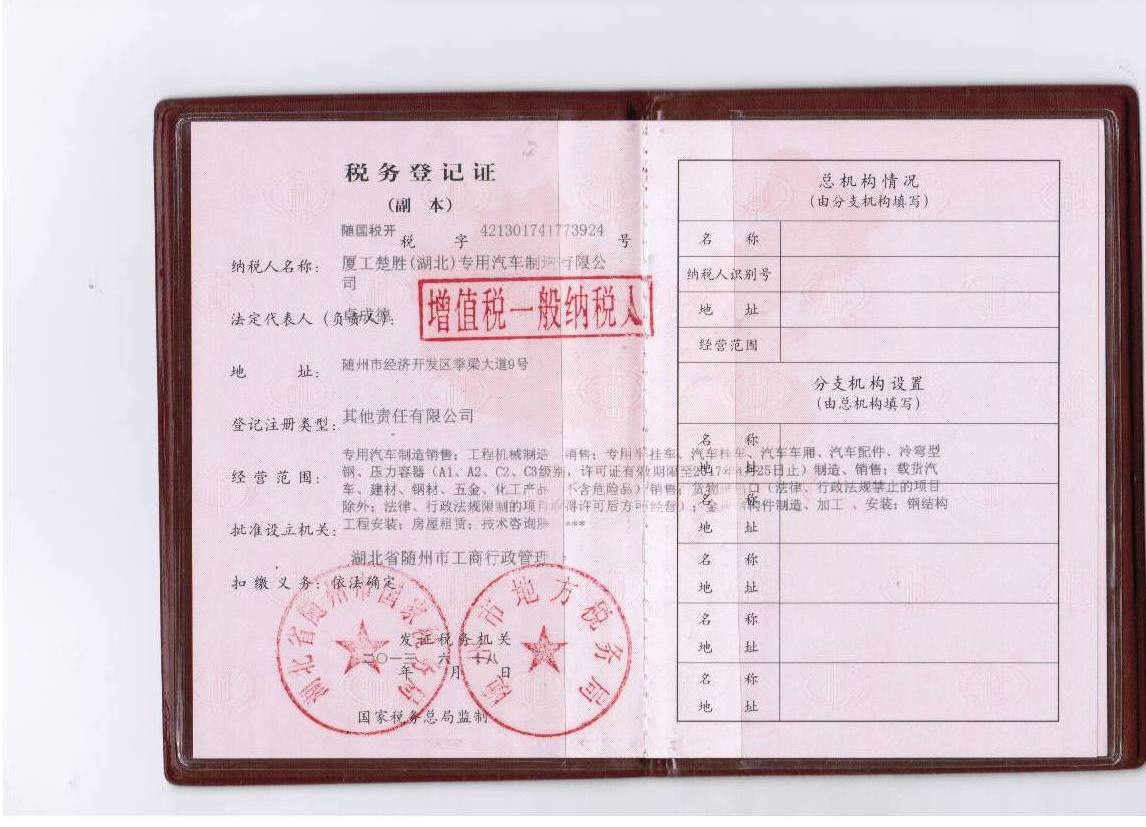 税务登记证
(副 本)
随国税开 税 字 421301741773924 号
纳税人名称: 厦工楚胜(湖北)专用汽车制造有限公
司
增值税一般纳税人
法定代表人(负责人):
地 址: 随州市经济开发区季梁大道9号
登记注册类型: 其他责任有限公司
经营范围: 专用汽车制造销售; 工程机械制造 销售; 专用半挂车、汽车挂车、汽车车厢、汽车配件、冷弯型
钢、压力容器(A1、A2、C2、C3级别, 许可证有效期限至2017年 月25日止)制造、销售; 载货汽
车、建材、钢材、五金、化工产品 不含危险品)销售; 货物进出口(法律、行政法规禁止的项目
除外; 法律、行政法规限制的项目取得许可后方可经营); 金 构件制造、加工 、安装; 钢结构
工程安装; 房屋租赁; 技术咨询服 ***
批准设立机关: 湖北省随州市工商行政管理
扣缴义务: 依法确定
湖北省随州市国家税务局
市地方税务局
发证税务机关
二〇一三年 六月 十八日
国家税务总局监制
总机构情况
(由分支机构填写)
名 称
纳税人识别号
地 址
经营范围
分支机构设置
(由总机构填写)
名 称
地 址
名 称
地 址
名 称
地 址
名 称
地 址
名 称
地 址